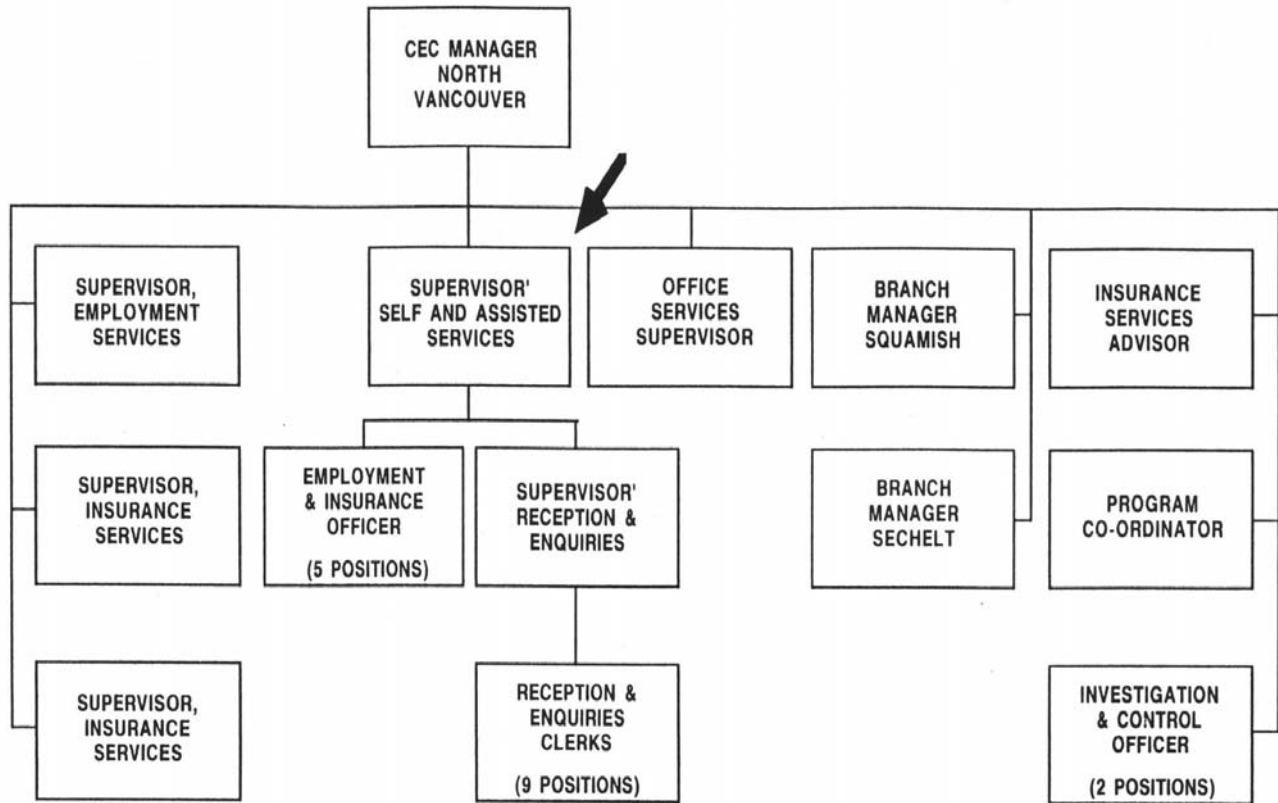 CEC MANAGER
NORTH
VANCOUVER
SUPERVISOR,
EMPLOYMENT
SERVICES
SUPERVISOR'
SELF AND ASSISTED
SERVICES
OFFICE
SERVICES
SUPERVISOR
BRANCH
MANAGER
SQUAMISH
INSURANCE
SERVICES
ADVISOR
SUPERVISOR,
INSURANCE
SERVICES
EMPLOYMENT
& INSURANCE
OFFICER
(5 POSITIONS)
SUPERVISOR'
RECEPTION &
ENQUIRIES
BRANCH
MANAGER
SECHELT
PROGRAM
CO-ORDINATOR
SUPERVISOR,
INSURANCE
SERVICES
RECEPTION &
ENQUIRIES
CLERKS
(9 POSITIONS)
INVESTIGATION
& CONTROL
OFFICER
(2 POSITIONS)